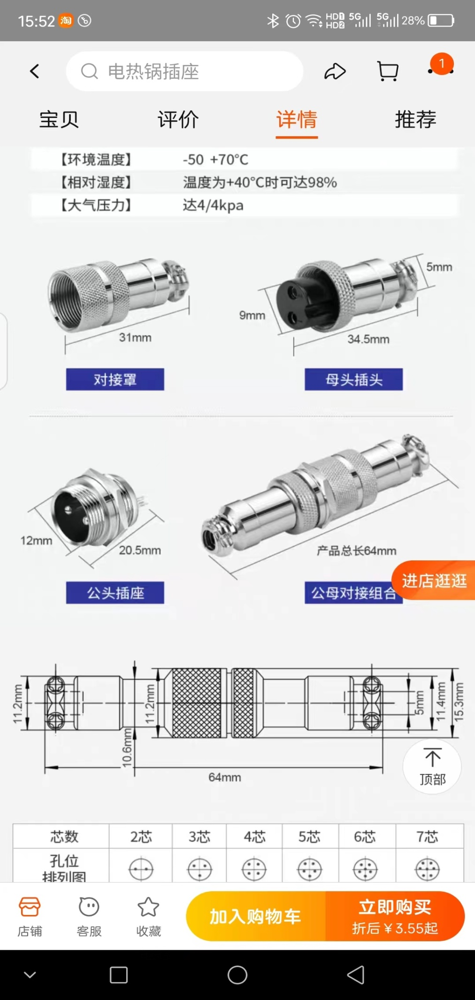 15:52 淘 HD1 HD2 5G 5G 28%
电热锅插座
1
宝贝 评价 详情 推荐
【环境温度】 -50 +70℃
【相对湿度】 温度为+40℃时可达98%
【大气压力】 达4/4kpa
5mm
9mm
31mm
34.5mm
对接罩 母头插头
12mm
20.5mm
产品总长64mm
进店逛逛
公头插座 公母对接组合
11.2mm
11.2mm
10.6mm
5mm
11.4mm
15.3mm
64mm
顶部
芯数 2芯 3芯 4芯 5芯 6芯 7芯
孔位
排列图
店铺 客服 收藏
加入购物车
立即购买
折后¥3.55起